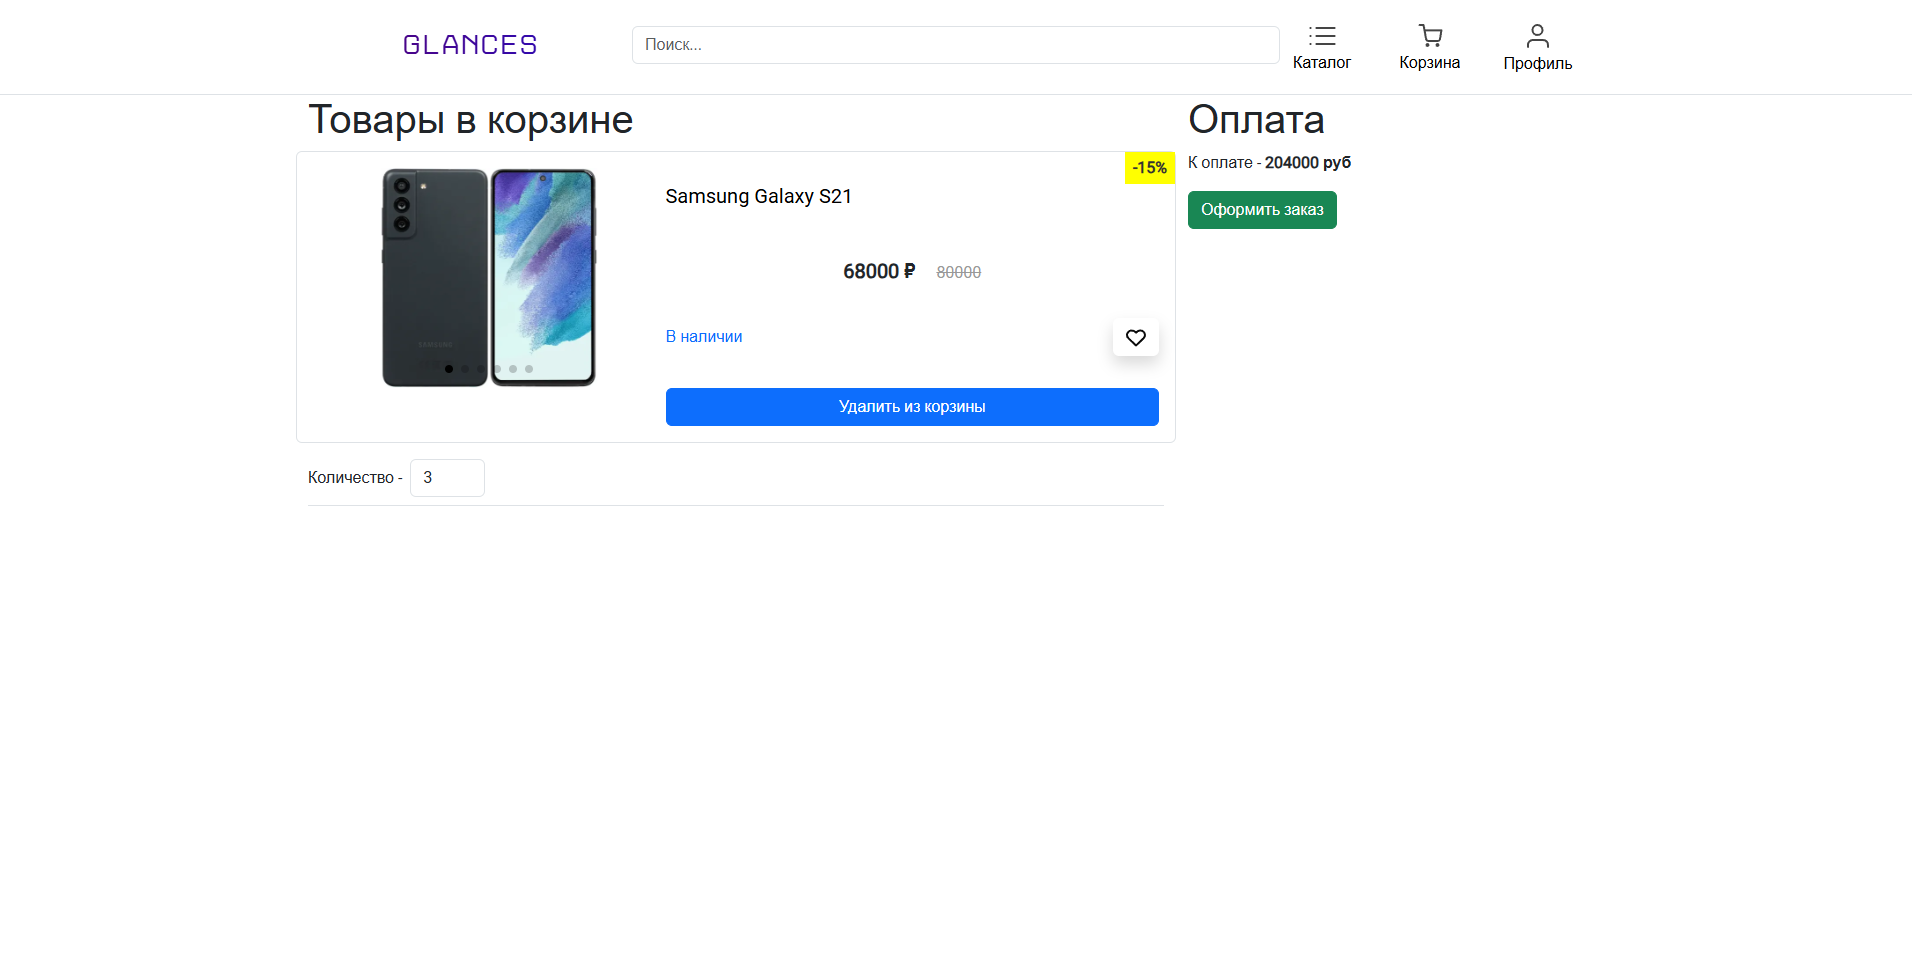 GLANCES
Поиск...
Каталог
Корзина
Профиль
Товары в корзине
-15%
Samsung Galaxy S21
68000 ₽ 80000
В наличии
SAMSUNG
Удалить из корзины
Количество - 3
Оплата
К оплате - 204000 руб
Оформить заказ